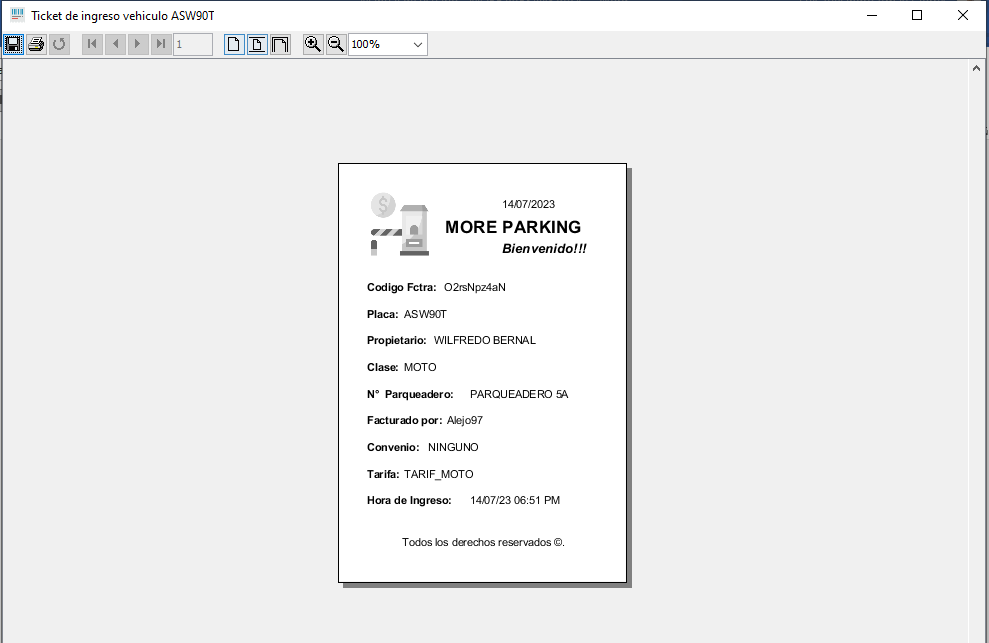 Ticket de ingreso vehiculo ASW90T
1
100%
$
14/07/2023
MORE PARKING
Bienvenido!!!
Codigo Fctra: O2rsNpz4aN
Placa: ASW90T
Propietario: WILFREDO BERNAL
Clase: MOTO
N° Parqueadero: PARQUEADERO 5A
Facturado por: Alejo97
Convenio: NINGUNO
Tarifa: TARIF_MOTO
Hora de Ingreso: 14/07/23 06:51 PM
Todos los derechos reservados ©.